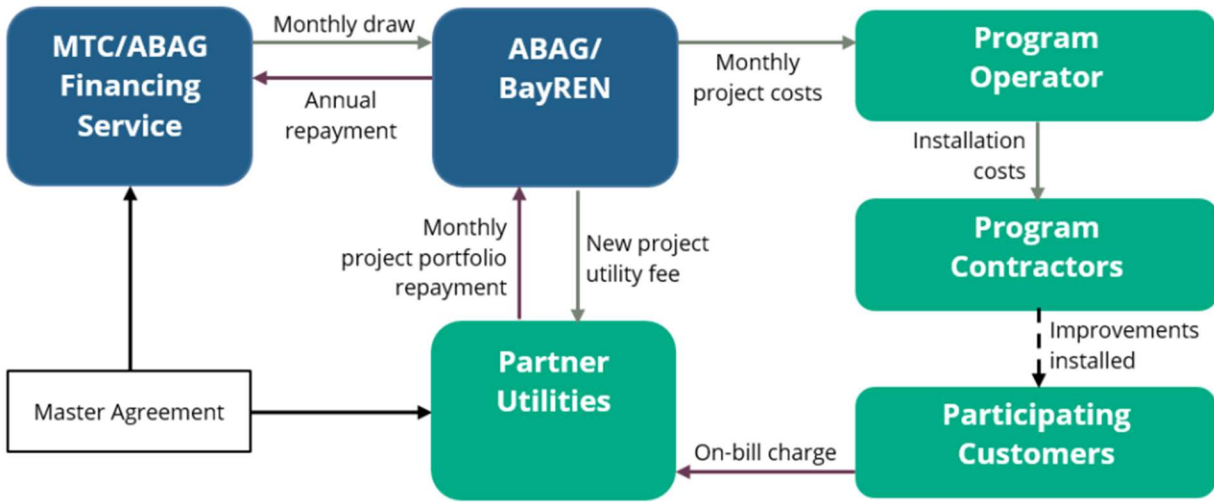 MTC/ABAG
Financing
Service
Monthly draw
Annual
repayment
ABAG/
BayREN
Monthly
project costs
Program
Operator
Installation
costs
Program
Contractors
Improvements
installed
Participating
Customers
On-bill charge
Partner
Utilities
Monthly
project portfolio
repayment
New project
utility fee
Master Agreement